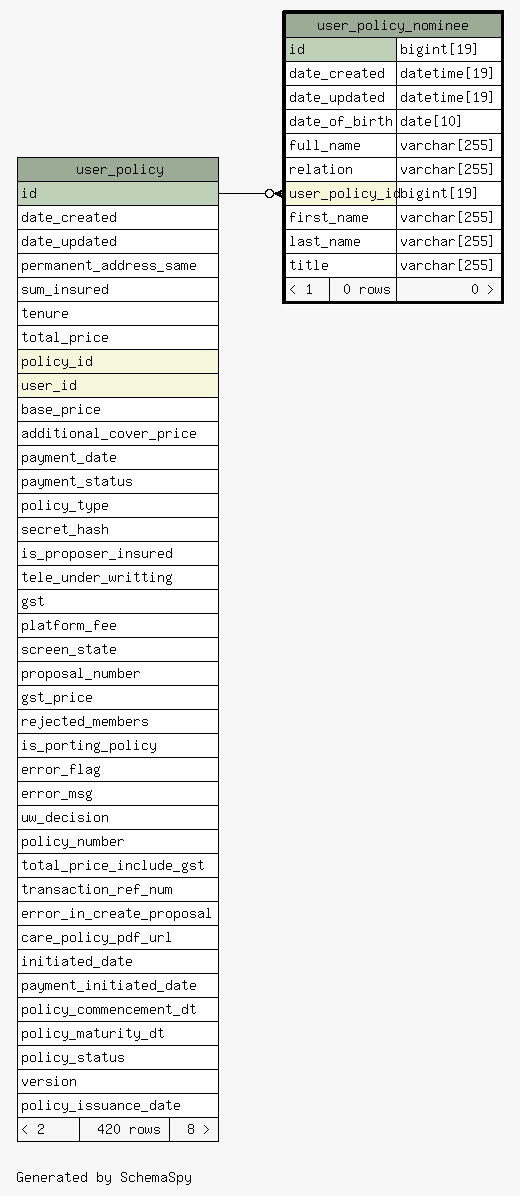 user_policy_nominee
id bigint[19]
date_created datetime[19]
date_updated datetime[19]
date_of_birth date[10]
full_name varchar[255]
relation varchar[255]
user_policy_id bigint[19]
first_name varchar[255]
last_name varchar[255]
title varchar[255]
< 1 0 rows 0 >
user_policy
id
date_created
date_updated
permanent_address_same
sum_insured
tenure
total_price
policy_id
user_id
base_price
additional_cover_price
payment_date
payment_status
policy_type
secret_hash
is_proposer_insured
tele_under_writting
gst
platform_fee
screen_state
proposal_number
gst_price
rejected_members
is_porting_policy
error_flag
error_msg
uw_decision
policy_number
total_price_include_gst
transaction_ref_num
error_in_create_proposal
care_policy_pdf_url
initiated_date
payment_initiated_date
policy_commencement_dt
policy_maturity_dt
policy_status
version
policy_issuance_date
< 2 420 rows 8 >
Generated by SchemaSpy